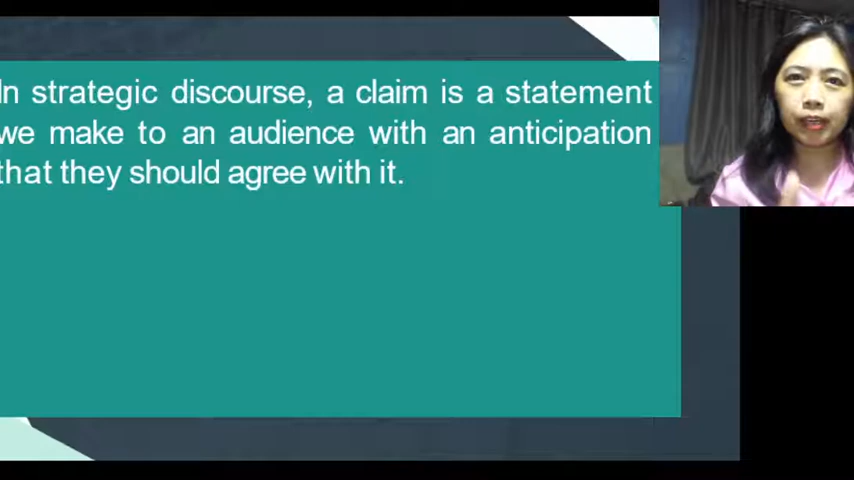 In strategic discourse, a claim is a statement
we make to an audience with an anticipation
that they should agree with it.